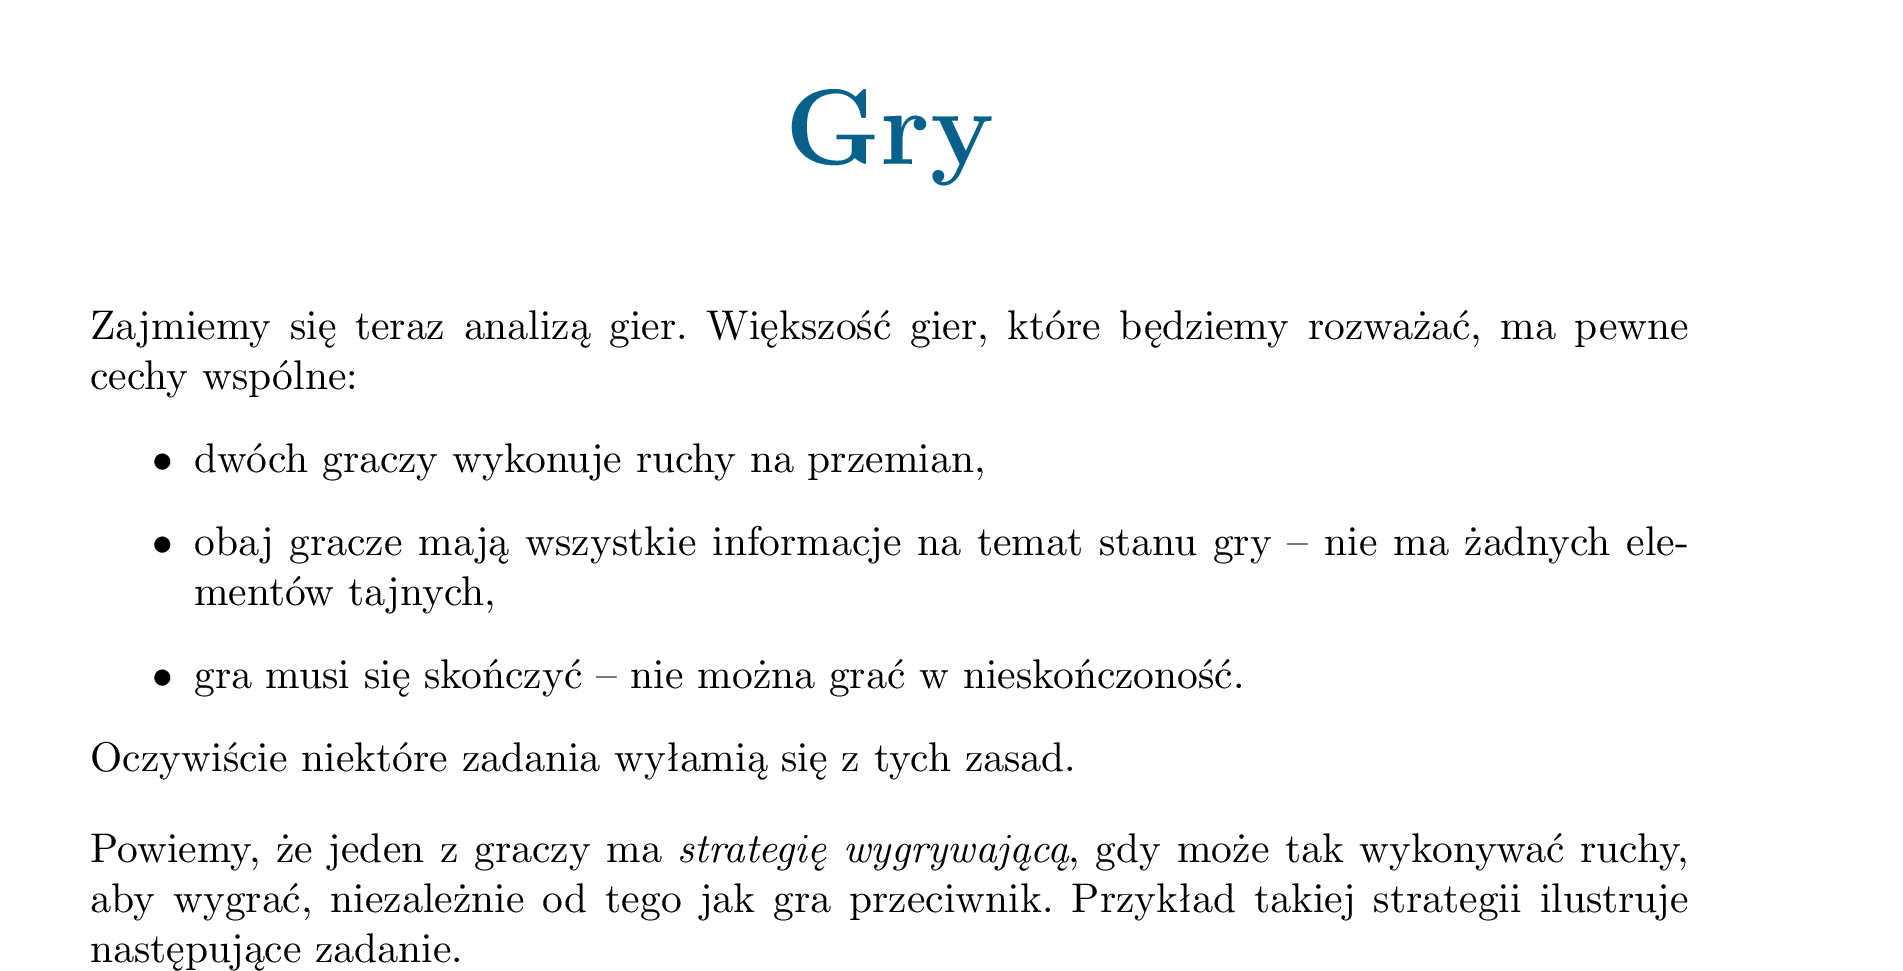 Gry
Zajmiemy się teraz analizą gier. Większość gier, które będziemy rozważać, ma pewne
cechy wspólne:
• dwóch graczy wykonuje ruchy na przemian,
• obaj gracze mają wszystkie informacje na temat stanu gry – nie ma żadnych ele-
mentów tajnych,
• gra musi się skończyć – nie można grać w nieskończoność.
Oczywiście niektóre zadania wyłamią się z tych zasad.
Powiemy, że jeden z graczy ma strategię wygrywającą, gdy może tak wykonywać ruchy,
aby wygrać, niezależnie od tego jak gra przeciwnik. Przykład takiej strategii ilustruje
następujące zadanie.